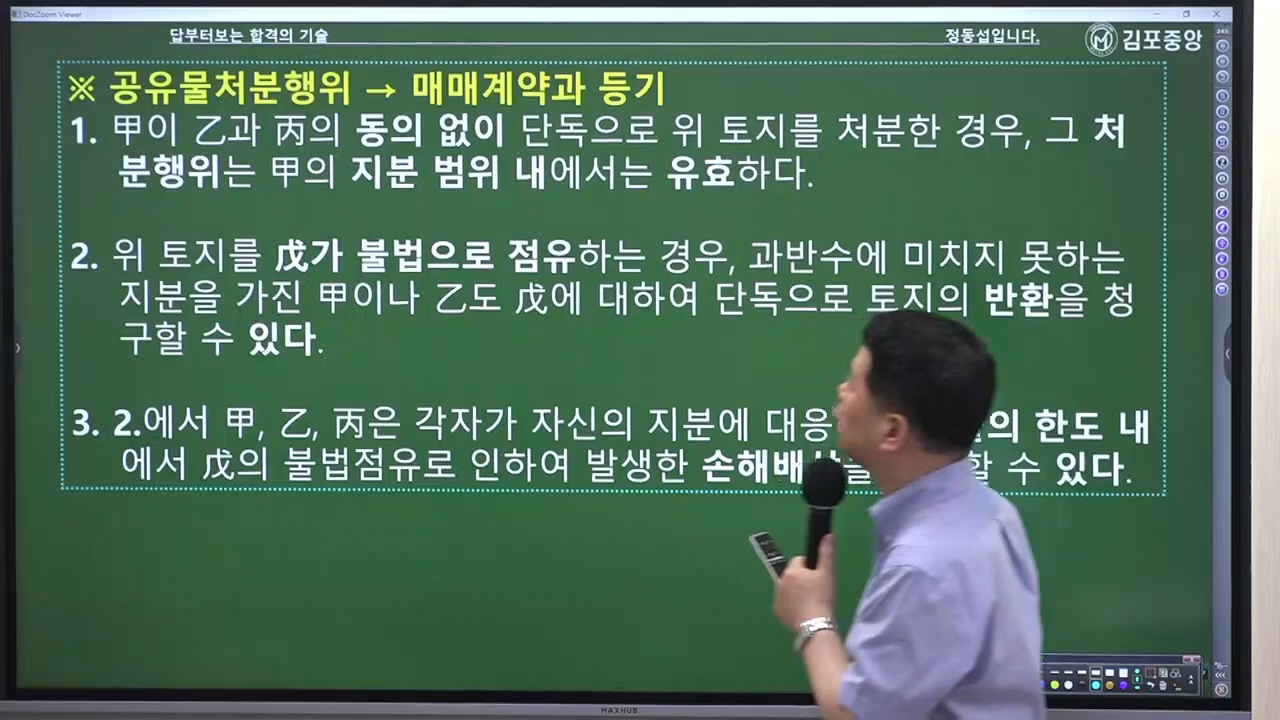 DocZoom Viewer
답부터보는 합격의 기술
정동섭입니다.
김포중앙
※ 공유물처분행위 → 매매계약과 등기
1. 甲이 乙과 丙의 동의 없이 단독으로 위 토지를 처분한 경우, 그 처
분행위는 甲의 지분 범위 내에서는 유효하다.
2. 위 토지를 戊가 불법으로 점유하는 경우, 과반수에 미치지 못하는
지분을 가진 甲이나 乙도 戊에 대하여 단독으로 토지의 반환을 청
구할 수 있다.
3. 2.에서 甲, 乙, 丙은 각자가 자신의 지분에 대응 의 한도 내
에서 戊의 불법점유로 인하여 발생한 손해배상 할 수 있다.
MAXHUB